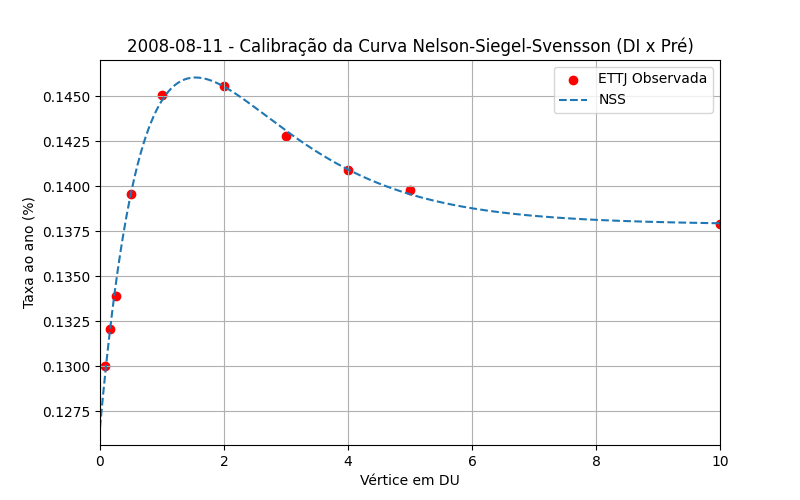 2008-08-11 - Calibração da Curva Nelson-Siegel-Svensson (DI x Pré)
ETTJ Observada
NSS
Taxa ao ano (%)
0.1450
0.1425
0.1400
0.1375
0.1350
0.1325
0.1300
0.1275
0 2 4 6 8 10
Vértice em DU